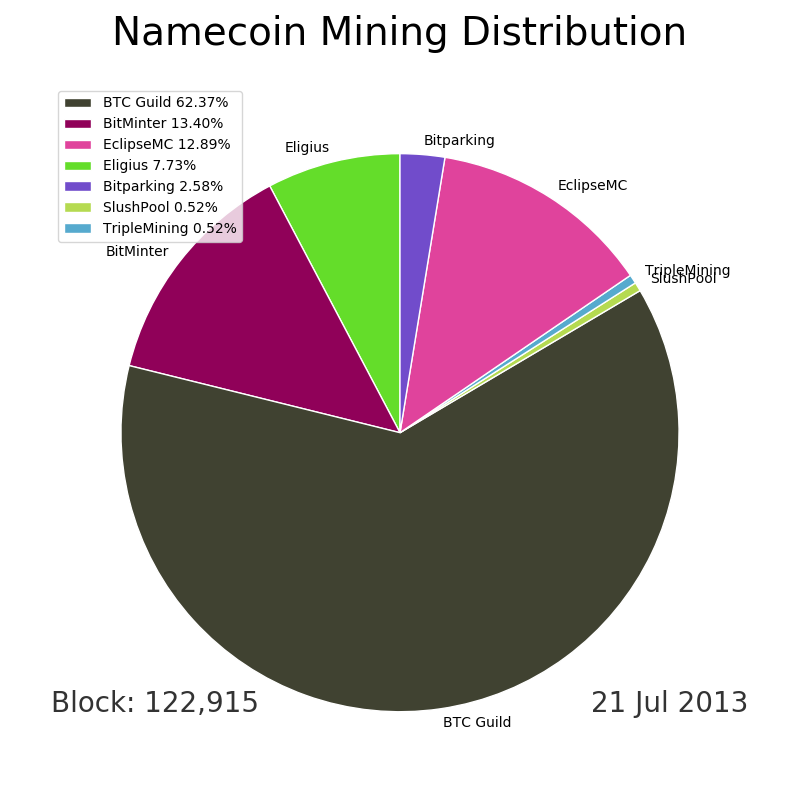 Namecoin Mining Distribution
BTC Guild 62.37%
BitMinter 13.40%
EclipseMC 12.89%
Eligius 7.73%
Bitparking 2.58%
SlushPool 0.52%
TripleMining 0.52%
Bitparking
Eligius
EclipseMC
BitMinter
TripleMining
SlushPool
BTC Guild
Block: 122,915
21 Jul 2013